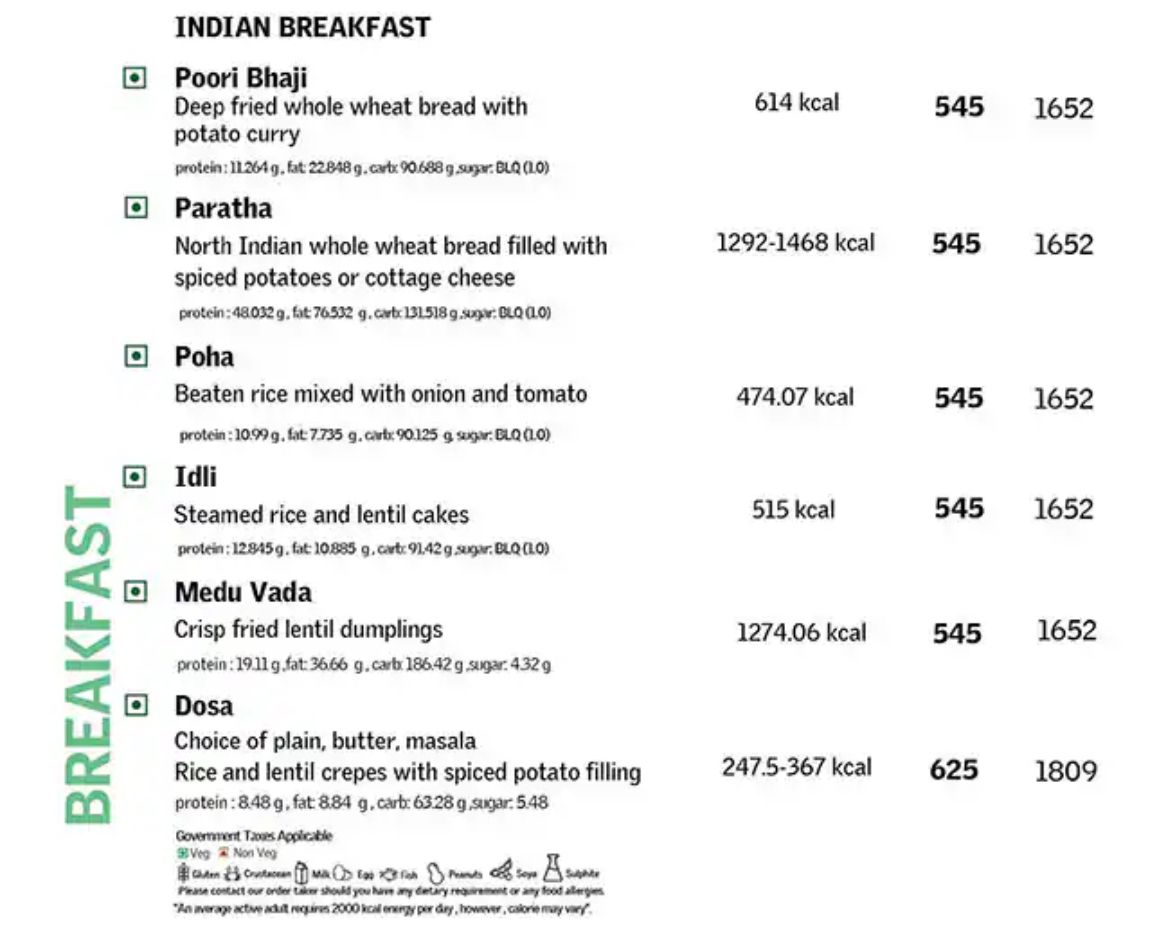 INDIAN BREAKFAST
Poori Bhaji
Deep fried whole wheat bread with 614 kcal 545 1652
potato curry
protein : 11.264 g , fat: 22.848 g , carb: 90.688 g ,sugar: BLQ (1.0)
Paratha
North Indian whole wheat bread filled with 1292-1468 kcal 545 1652
spiced potatoes or cottage cheese
protein : 48.032 g , fat: 76.532 g , carb: 131.518 g ,sugar: BLQ (1.0)
Poha
Beaten rice mixed with onion and tomato 474.07 kcal 545 1652
protein : 10.99 g , fat: 7.735 g , carb: 90.125 g, sugar: BLQ (1.0)
Idli
Steamed rice and lentil cakes 515 kcal 545 1652
protein : 12.845 g , fat: 10.885 g , carb: 91.42 g ,sugar: BLQ (1.0)
Medu Vada
Crisp fried lentil dumplings 1274.06 kcal 545 1652
protein : 19.11 g ,fat: 36.66 g , carb: 186.42 g ,sugar: 4.32 g
Dosa
Choice of plain, butter, masala
Rice and lentil crepes with spiced potato filling 247.5-367 kcal 625 1809
protein : 8.48 g , fat: 8.84 g , carb: 63.28 g ,sugar: 5.48
BREAKFAST
Government Taxes Applicable
Veg Non Veg
Gluten Crustacean Milk Egg Fish Peanuts Soya Sulphite
Please contact our order taker should you have any dietary requirement or any food allergies.
"An average active adult requires 2000 kcal energy per day , however , calorie may vary".